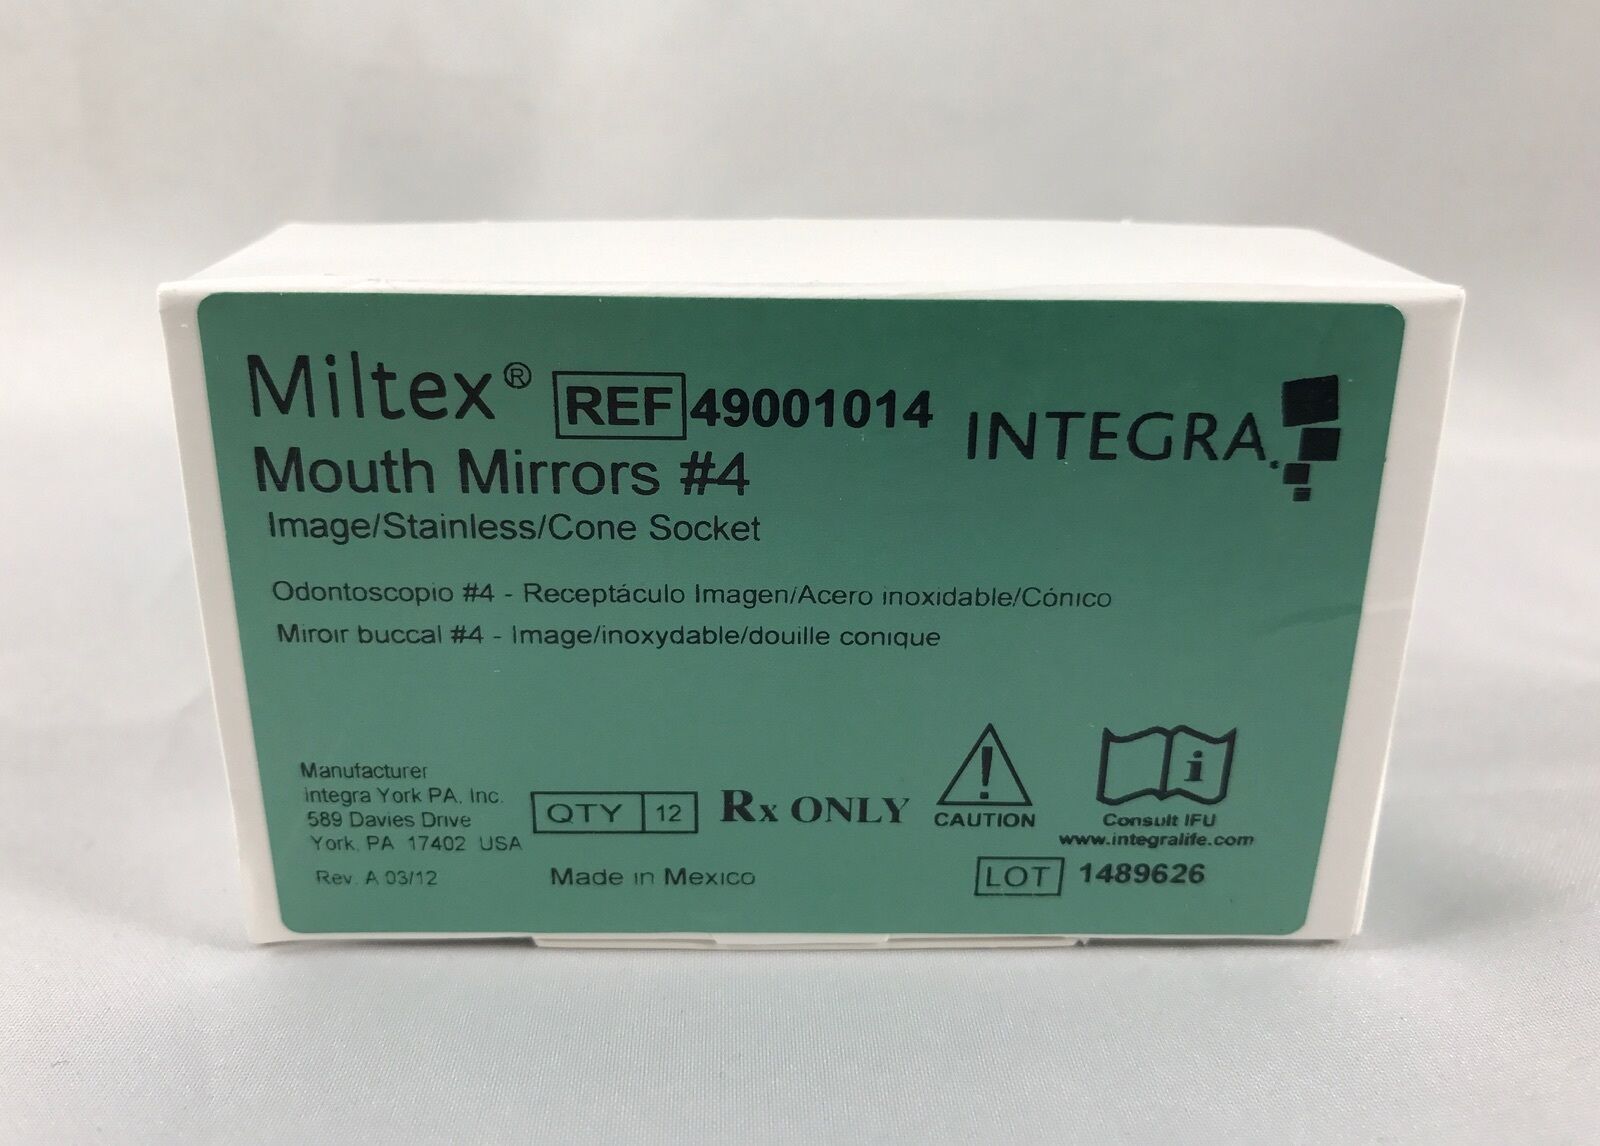 Miltex® REF 49001014 INTEGRA
Mouth Mirrors #4
Image/Stainless/Cone Socket
Odontoscopio #4 - Receptáculo Imagen/Acero inoxidable/Cónico
Miroir buccal #4 - Image/inoxydable/douille conique
Manufacturer
Integra York PA, Inc.
589 Davies Drive
York, PA 17402 USA
Rev. A 03/12
QTY 12
Rx ONLY
Made in Mexico
CAUTION
i
Consult IFU
www.integralife.com
LOT 1489626